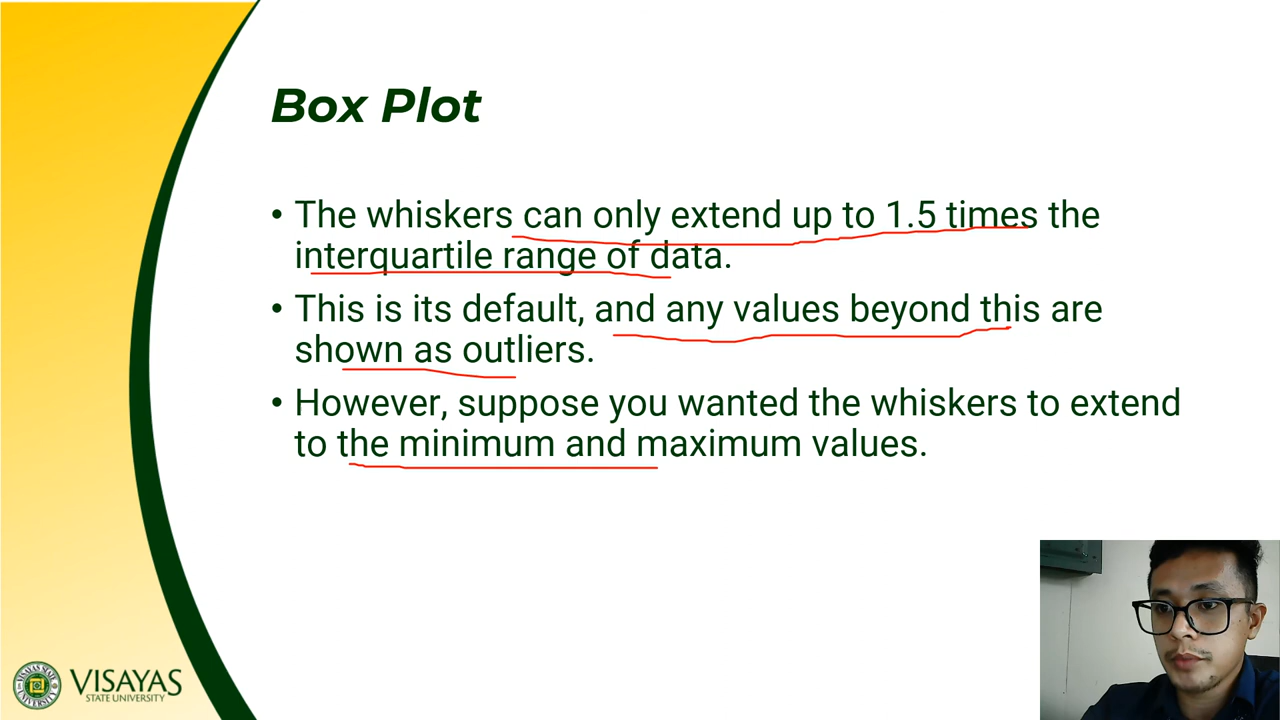 Box Plot
• The whiskers can only extend up to 1.5 times the
interquartile range of data.
• This is its default, and any values beyond this are
shown as outliers.
• However, suppose you wanted the whiskers to extend
to the minimum and maximum values.
VISAYAS
STATE UNIVERSITY